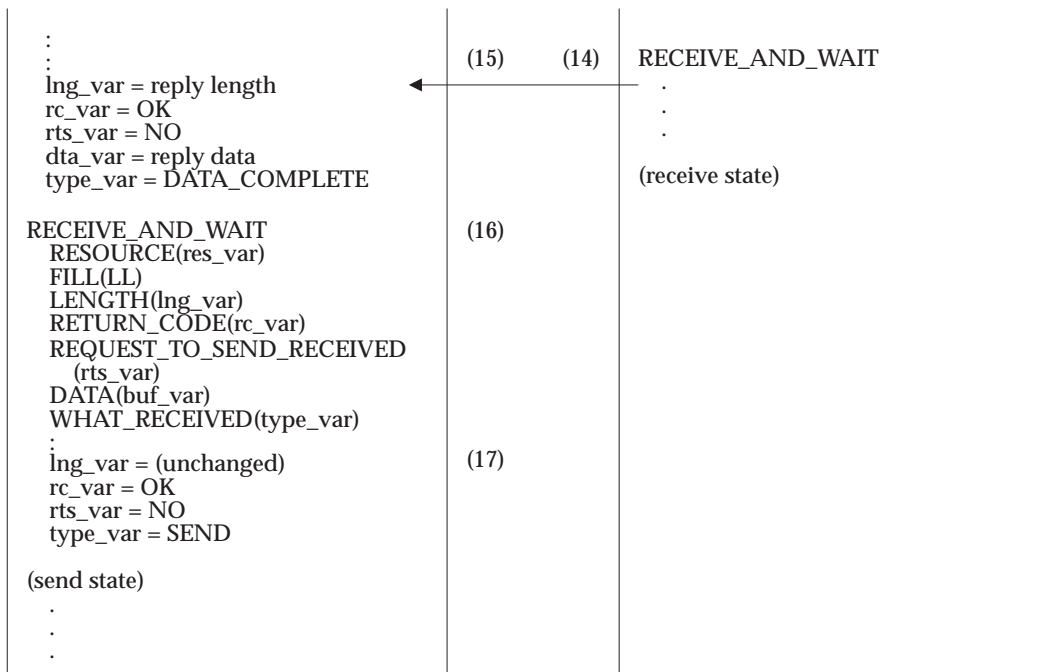 :
:
(15) (14) RECEIVE_AND_WAIT
lng_var = reply length
.
rc_var = OK
.
rts_var = NO
.
dta_var = reply data
type_var = DATA_COMPLETE
(receive state)
RECEIVE_AND_WAIT
(16)
RESOURCE(res_var)
FILL(LL)
LENGTH(lng_var)
RETURN_CODE(rc_var)
REQUEST_TO_SEND_RECEIVED
(rts_var)
DATA(buf_var)
WHAT_RECEIVED(type_var)
:
lng_var = (unchanged)
(17)
rc_var = OK
rts_var = NO
type_var = SEND
(send state)
.
.
.